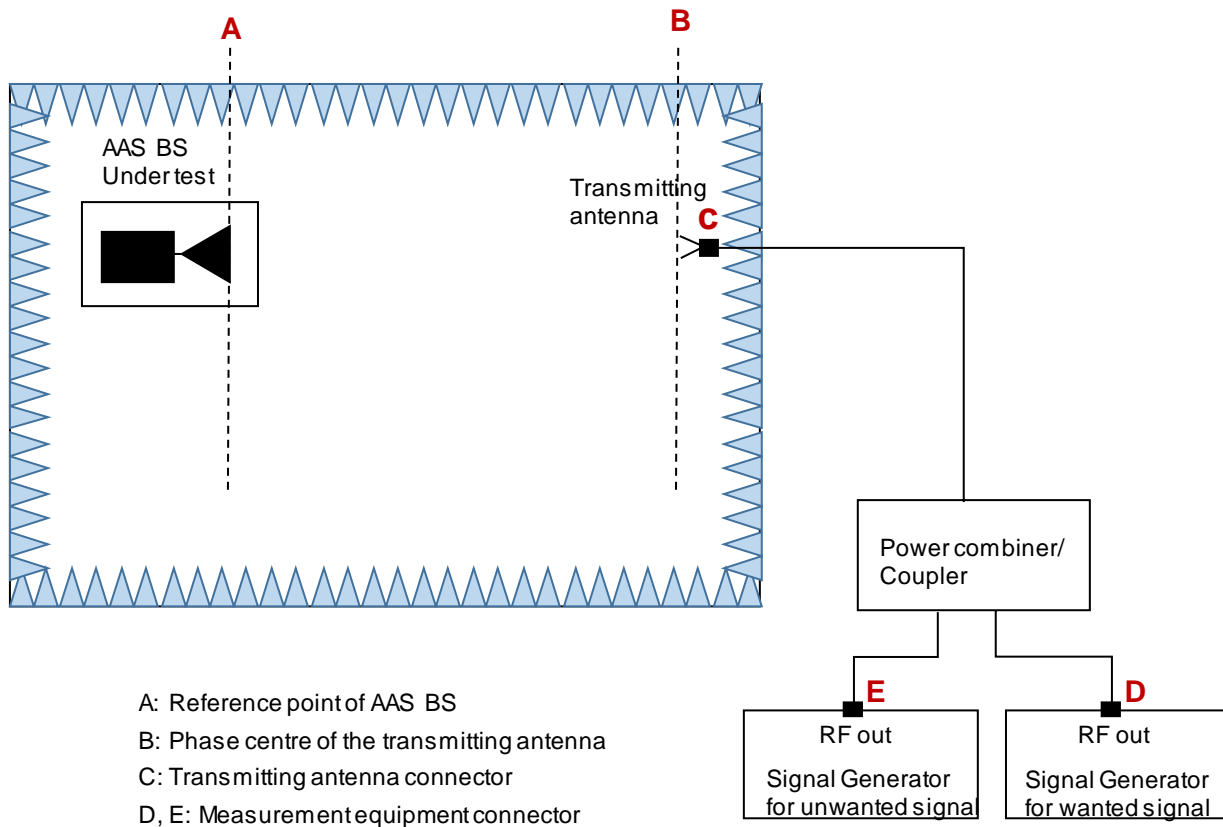 A
B
AAS BS
Under test
Transmitting
antenna
C
Power combiner/
Coupler
E
D
RF out
RF out
Signal Generator
for unwanted signal
Signal Generator
for wanted signal
A: Reference point of AAS BS
B: Phase centre of the transmitting antenna
C: Transmitting antenna connector
D, E: Measurement equipment connector